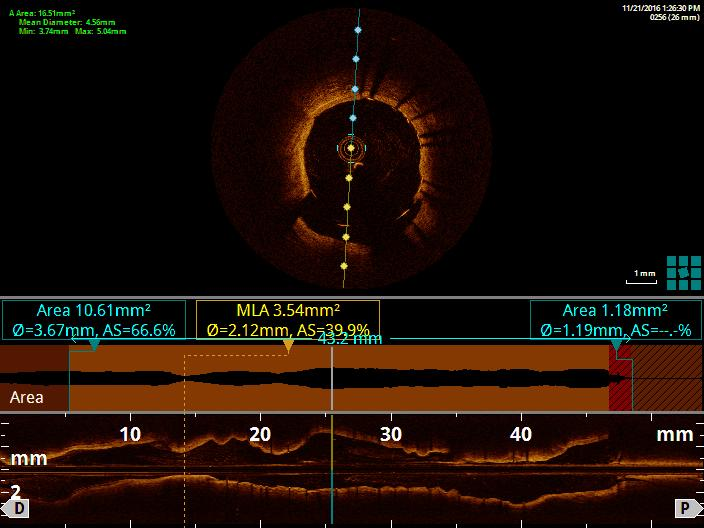 A Area: 16.51mm²
Mean Diameter: 4.56mm
Min: 3.74mm Max: 5.04mm
11/21/2016 1:26:30 PM
0256 (26 mm)
1 mm
Area 10.61mm²
Ø=3.67mm, AS=66.6%
MLA 3.54mm²
Ø=2.12mm, AS=39.9%
Area 1.18mm²
Ø=1.19mm, AS=--.-%
43.2 mm
Area
10 20 30 40 mm
mm
2
D P